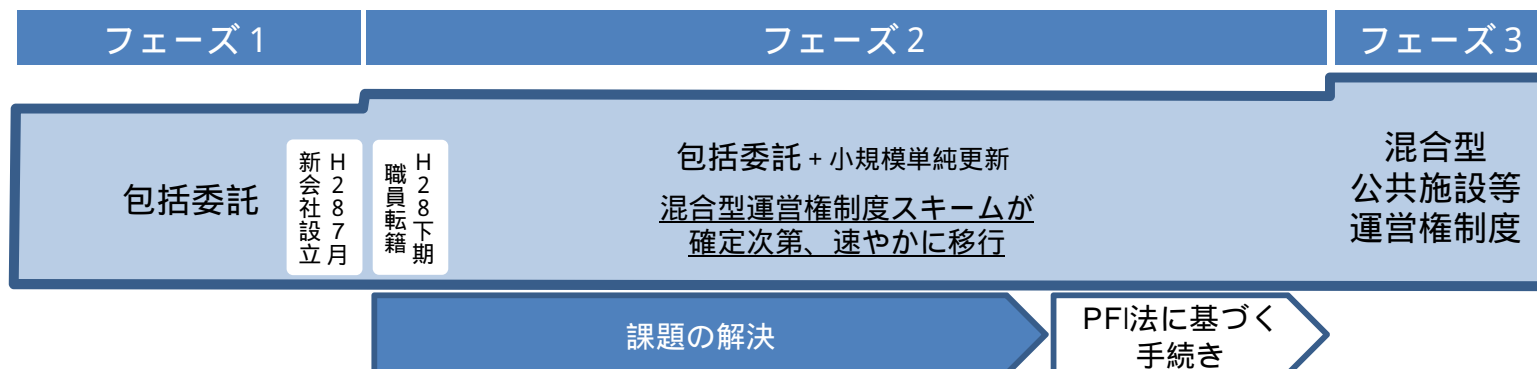 フェーズ1
フェーズ2
フェーズ3
包括委託
H28 7月
新会社設立
H28下期
職員転籍
包括委託+小規模単純更新
混合型運営権制度スキームが
確定次第、速やかに移行
混合型
公共施設等
運営権制度
課題の解決
PFI法に基づく
手続き